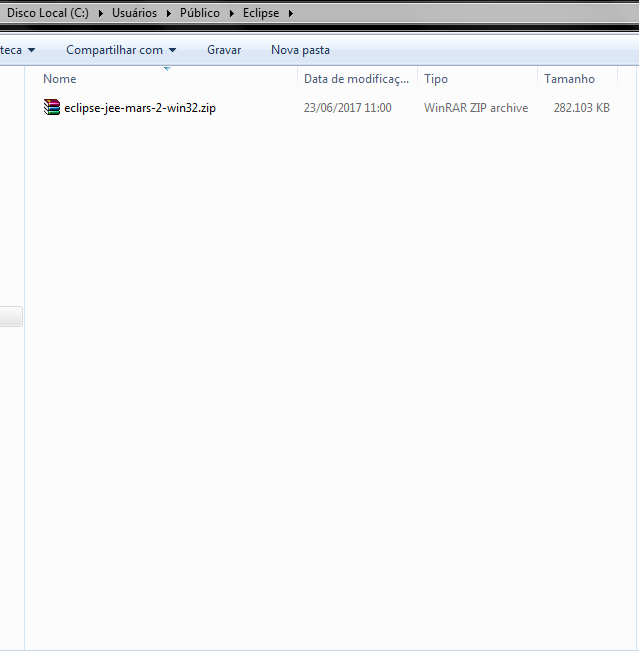 Disco Local (C:) Usuários Público Eclipse
teca Compartilhar com Gravar Nova pasta
Nome Data de modificaç... Tipo Tamanho
eclipse-jee-mars-2-win32.zip 23/06/2017 11:00 WinRAR ZIP archive 282.103 KB